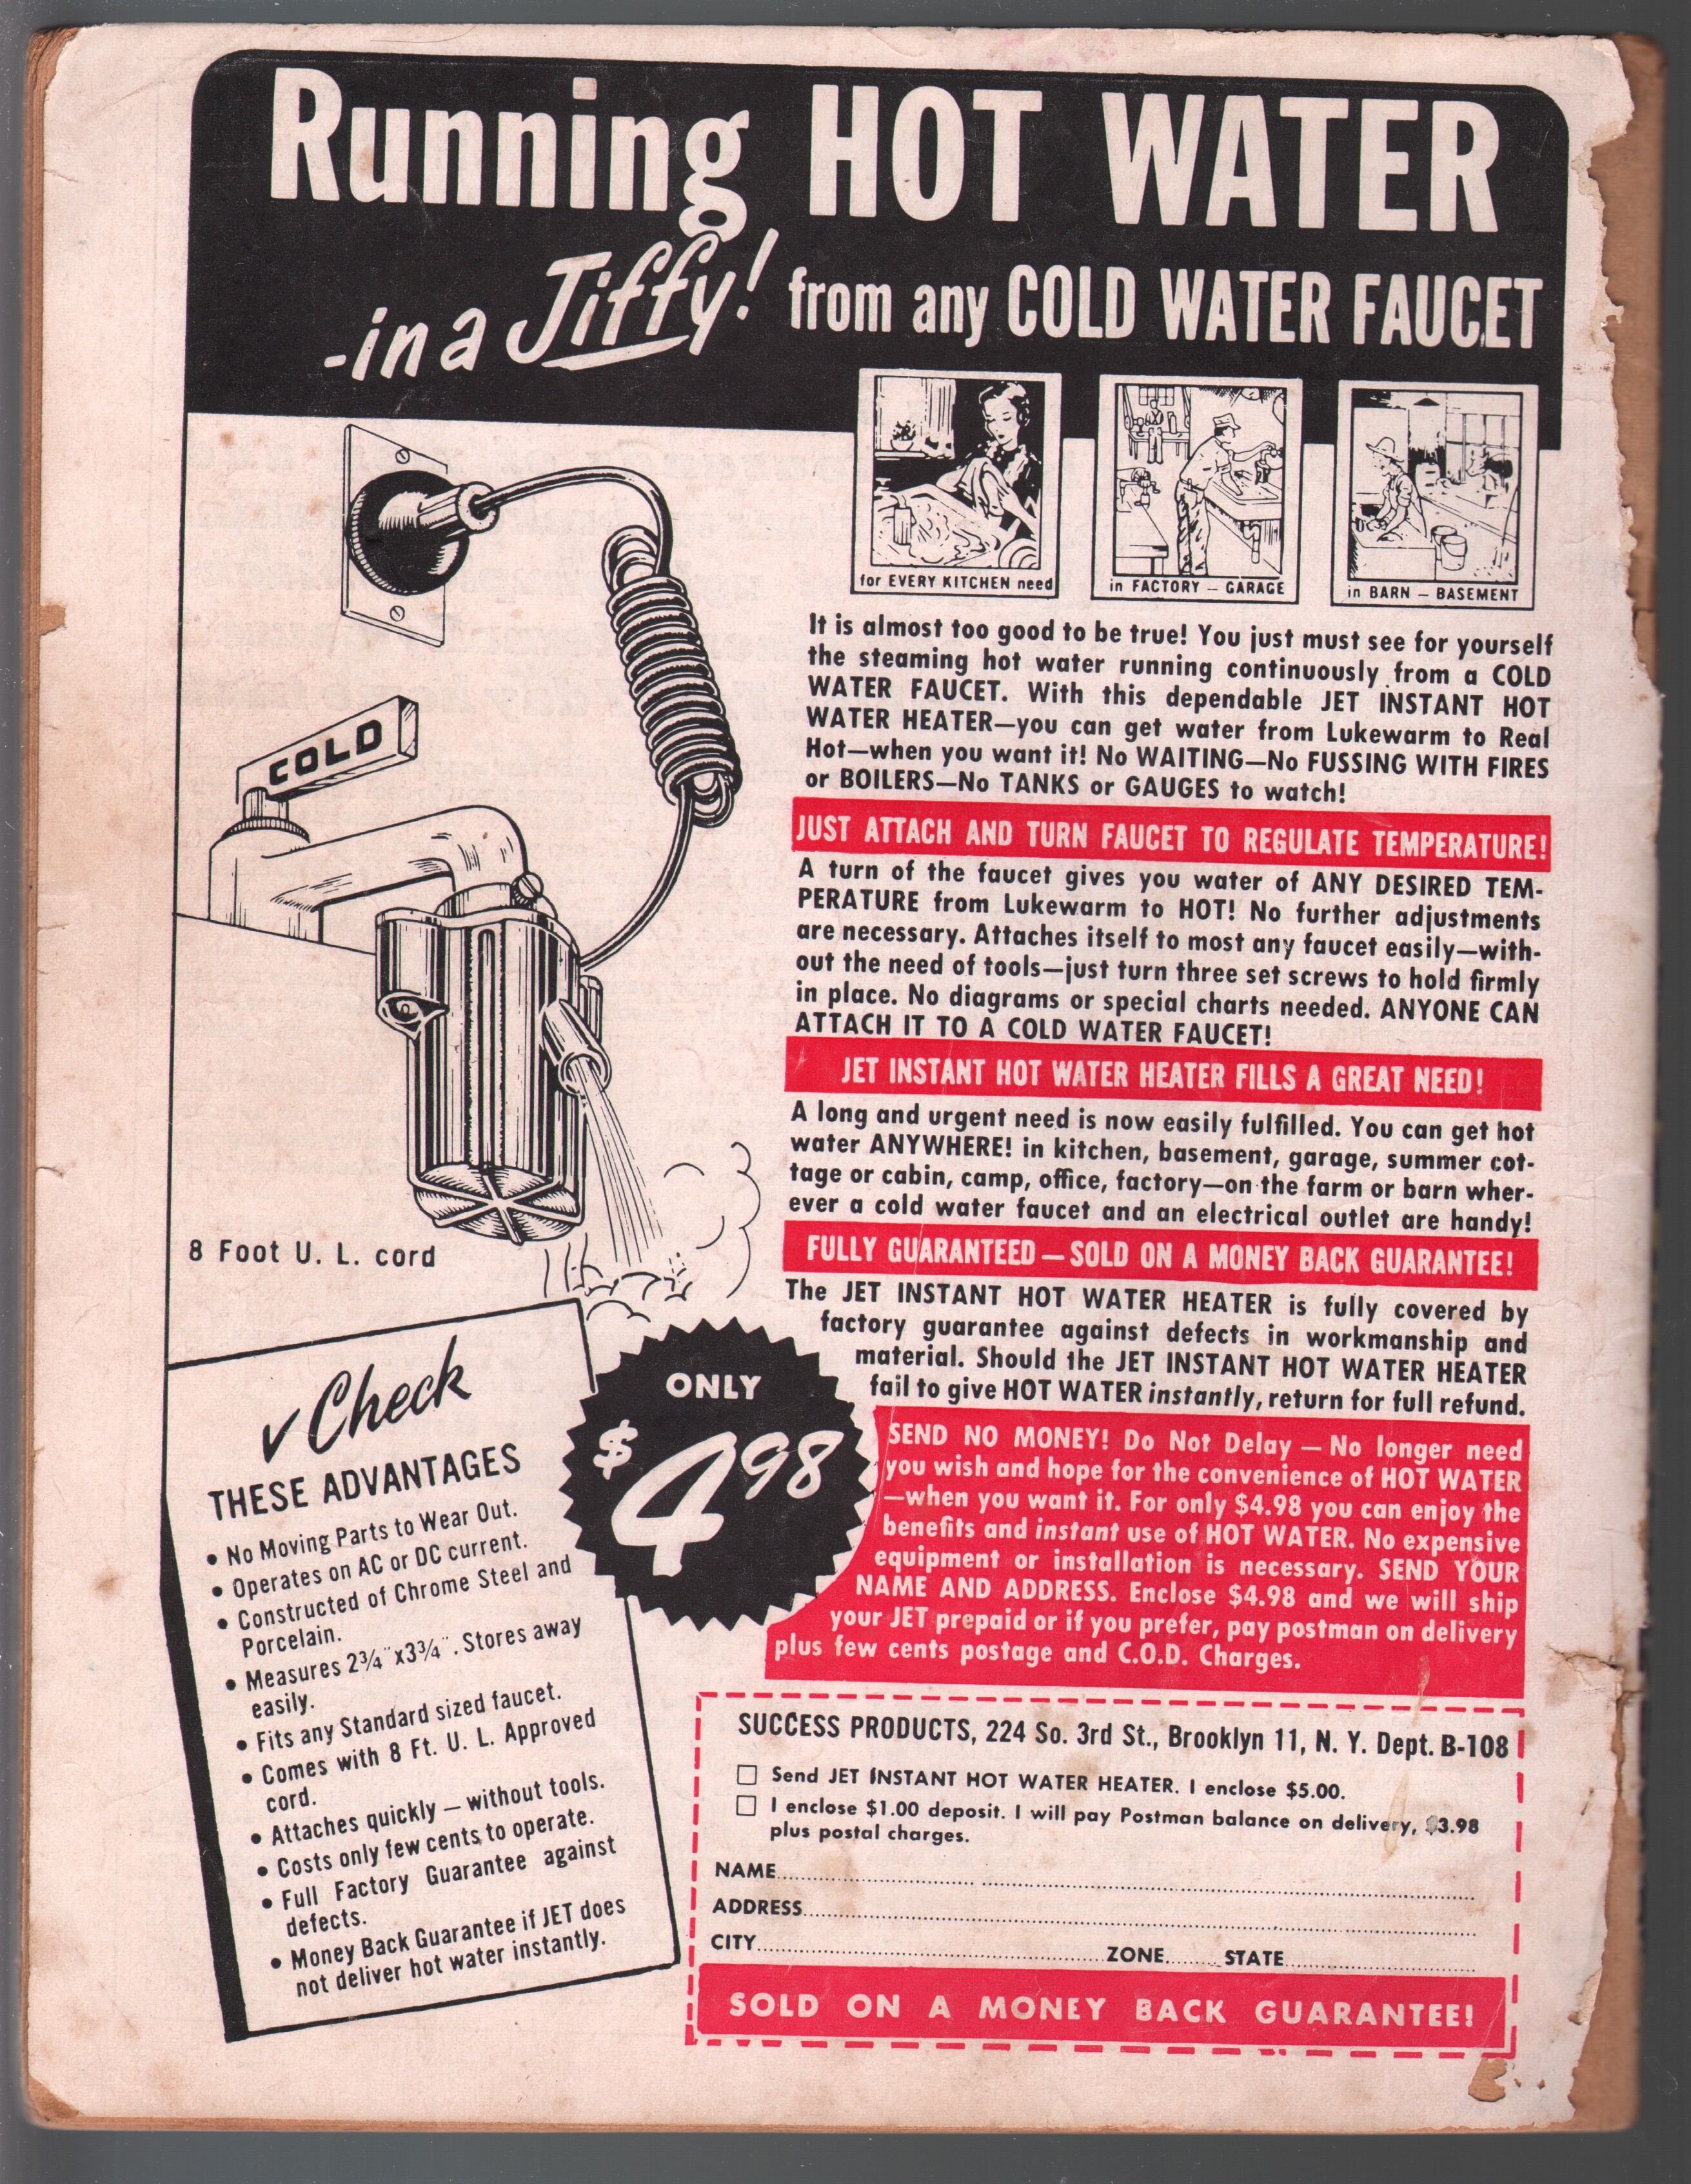 Running HOT WATER
-in a Jiffy! from any COLD WATER FAUCET
for EVERY KITCHEN need
in FACTORY — GARAGE
in BARN — BASEMENT
COLD
8 Foot U. L. cord
It is almost too good to be true! You just must see for yourself
the steaming hot water running continuously from a COLD
WATER FAUCET. With this dependable JET INSTANT HOT
WATER HEATER—you can get water from Lukewarm to Real
Hot—when you want it! No WAITING—No FUSSING WITH FIRES
or BOILERS—No TANKS or GAUGES to watch!
JUST ATTACH AND TURN FAUCET TO REGULATE TEMPERATURE!
A turn of the faucet gives you water of ANY DESIRED TEM-
PERATURE from Lukewarm to HOT! No further adjustments
are necessary. Attaches itself to most any faucet easily—with-
out the need of tools—just turn three set screws to hold firmly
in place. No diagrams or special charts needed. ANYONE CAN
ATTACH IT TO A COLD WATER FAUCET!
JET INSTANT HOT WATER HEATER FILLS A GREAT NEED!
A long and urgent need is now easily fulfilled. You can get hot
water ANYWHERE! in kitchen, basement, garage, summer cot-
tage or cabin, camp, office, factory—on the farm or barn wher-
ever a cold water faucet and an electrical outlet are handy!
FULLY GUARANTEED — SOLD ON A MONEY BACK GUARANTEE!
The JET INSTANT HOT WATER HEATER is fully covered by
factory guarantee against defects in workmanship and
material. Should the JET INSTANT HOT WATER HEATER
fail to give HOT WATER instantly, return for full refund.
ONLY
$4 98
SEND NO MONEY! Do Not Delay — No longer need
you wish and hope for the convenience of HOT WATER
—when you want it. For only $4.98 you can enjoy the
benefits and instant use of HOT WATER. No expensive
equipment or installation is necessary. SEND YOUR
NAME AND ADDRESS. Enclose $4.98 and we will ship
your JET prepaid or if you prefer, pay postman on delivery
plus few cents postage and C.O.D. Charges.
✓ Check
THESE ADVANTAGES
• No Moving Parts to Wear Out.
• Operates on AC or DC current.
• Constructed of Chrome Steel and
Porcelain.
• Measures 2¾"x3¾". Stores away
easily.
• Fits any Standard sized faucet.
• Comes with 8 Ft. U. L. Approved
cord.
• Attaches quickly — without tools.
• Costs only few cents to operate.
• Full Factory Guarantee against
defects.
• Money Back Guarantee if JET does
not deliver hot water instantly.
SUCCESS PRODUCTS, 224 So. 3rd St., Brooklyn 11, N. Y. Dept. B-108
☐ Send JET INSTANT HOT WATER HEATER. I enclose $5.00.
☐ I enclose $1.00 deposit. I will pay Postman balance on delivery, $3.98
plus postal charges.
NAME
ADDRESS
CITY ZONE STATE
SOLD ON A MONEY BACK GUARANTEE!